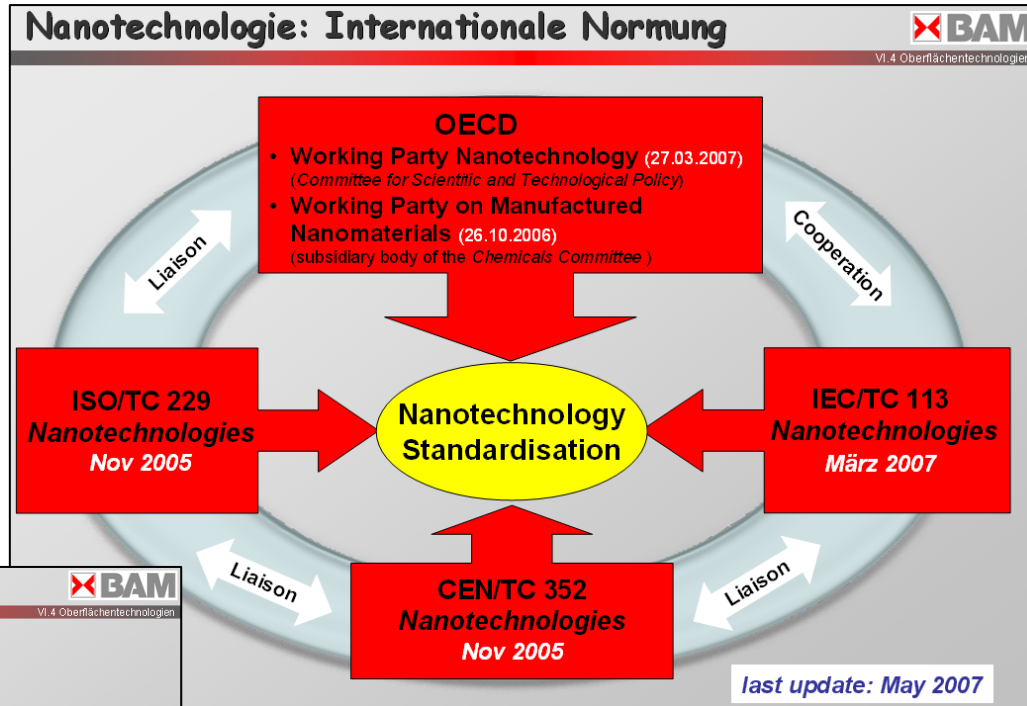 Nanotechnologie: Internationale Normung
BAM
VI.4 Oberflächentechnologien
OECD
• Working Party Nanotechnology (27.03.2007)
(Committee for Scientific and Technological Policy)
• Working Party on Manufactured
Nanomaterials (26.10.2006)
(subsidiary body of the Chemicals Committee )
Liaison
Cooperation
ISO/TC 229
Nanotechnologies
Nov 2005
Nanotechnology
Standardisation
IEC/TC 113
Nanotechnologies
März 2007
Liaison
CEN/TC 352
Nanotechnologies
Nov 2005
Liaison
BAM
VI.4 Oberflächentechnologien
last update: May 2007